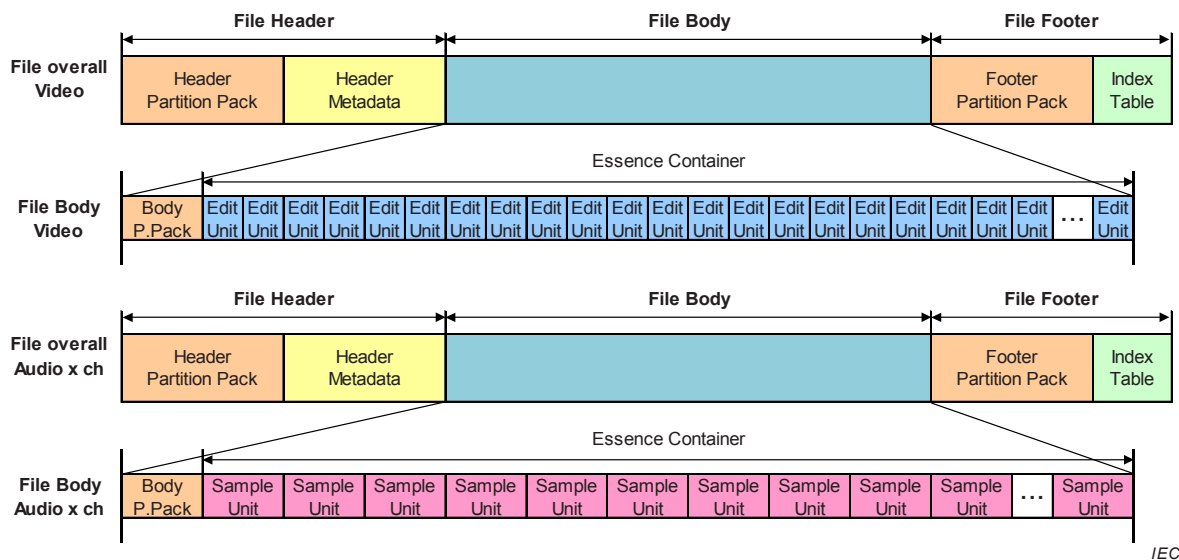 File Header File Body File Footer
File overall Header Header Footer Index
Video Partition Pack Metadata Partition Pack Table
Essence Container
File Body Body Edit Edit Edit Edit Edit Edit Edit Edit Edit Edit Edit Edit Edit Edit Edit Edit Edit Edit Edit Edit Edit ... Edit
Video P.Pack Unit Unit Unit Unit Unit Unit Unit Unit Unit Unit Unit Unit Unit Unit Unit Unit Unit Unit Unit Unit Unit Unit
File Header File Body File Footer
File overall Header Header Footer Index
Audio x ch Partition Pack Metadata Partition Pack Table
Essence Container
File Body Body Sample Sample Sample Sample Sample Sample Sample Sample Sample Sample ... Sample
Audio x ch P.Pack Unit Unit Unit Unit Unit Unit Unit Unit Unit Unit Unit
IEC